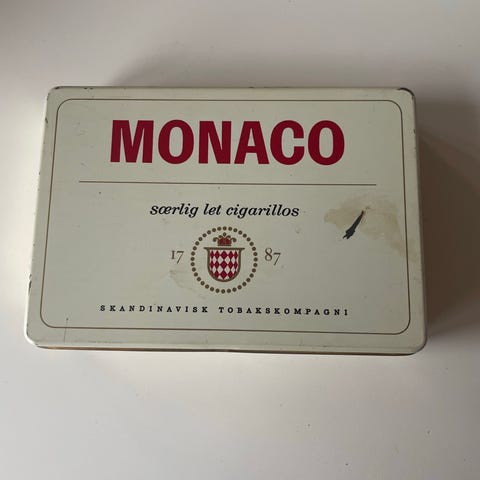 MONACO
særlig let cigarillos
17 87
SKANDINAVISK TOBAKSKOMPAGNI